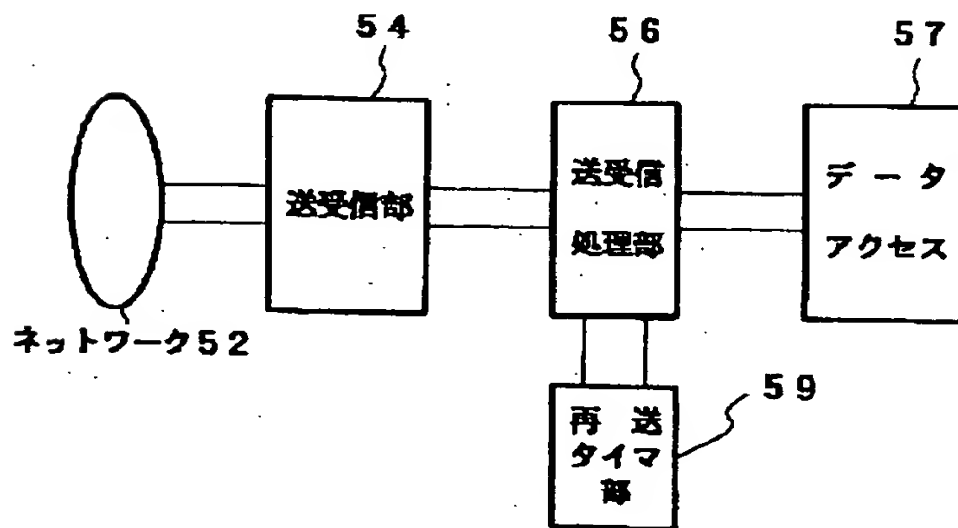 ５４
５６
５７
送受信部
送受信
処理部
データ
アクセス
ネットワーク５２
５９
再送
タイマ
部